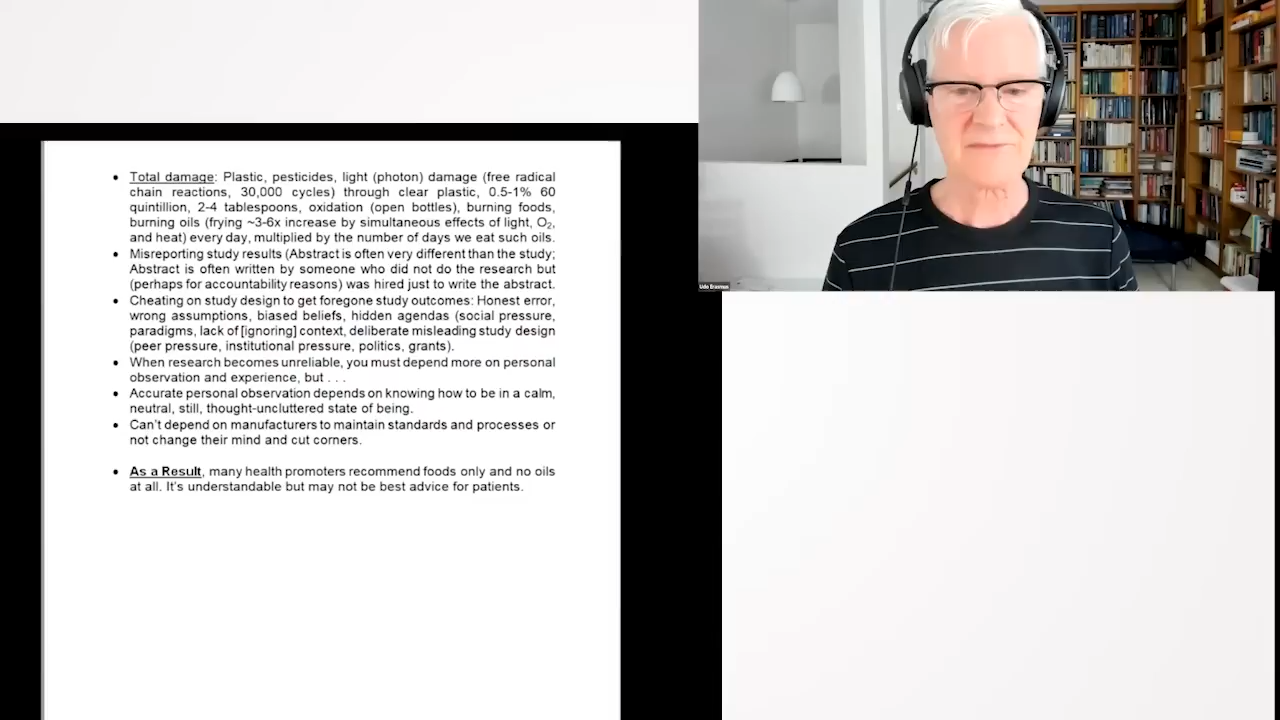 • Total damage: Plastic, pesticides, light (photon) damage (free radical
chain reactions, 30,000 cycles) through clear plastic, 0.5-1% 60
quintillion, 2-4 tablespoons, oxidation (open bottles), burning foods,
burning oils (frying ~3-6x increase by simultaneous effects of light, O₂,
and heat) every day, multiplied by the number of days we eat such oils.
• Misreporting study results (Abstract is often very different than the study;
Abstract is often written by someone who did not do the research but
(perhaps for accountability reasons) was hired just to write the abstract.
• Cheating on study design to get foregone study outcomes: Honest error,
wrong assumptions, biased beliefs, hidden agendas (social pressure,
paradigms, lack of [ignoring] context, deliberate misleading study design
(peer pressure, institutional pressure, politics, grants).
• When research becomes unreliable, you must depend more on personal
observation and experience, but . . .
• Accurate personal observation depends on knowing how to be in a calm,
neutral, still, thought-uncluttered state of being.
• Can't depend on manufacturers to maintain standards and processes or
not change their mind and cut corners.
• As a Result, many health promoters recommend foods only and no oils
at all. It's understandable but may not be best advice for patients.
Udo Erasmus